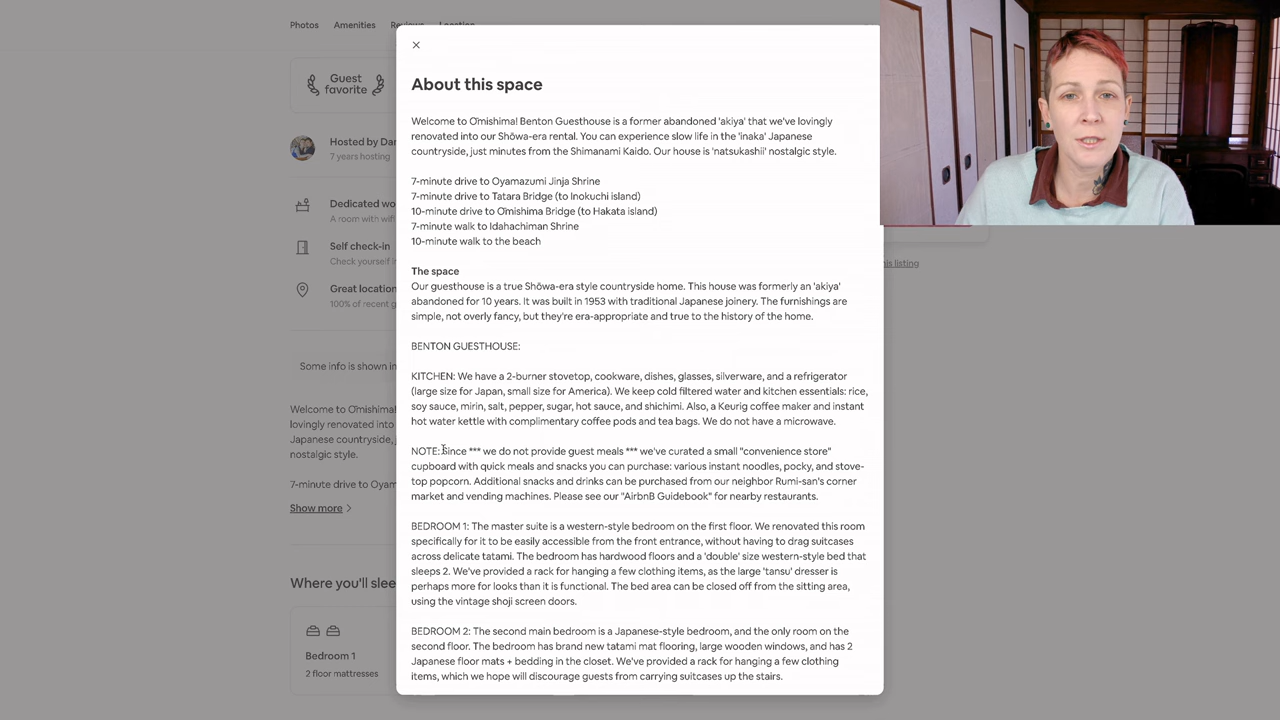 Photos Amenities Reviews Location
×
About this space
Guest
favorite
Welcome to Ōmishima! Benton Guesthouse is a former abandoned 'akiya' that we've lovingly
renovated into our Shōwa-era rental. You can experience slow life in the 'inaka' Japanese
countryside, just minutes from the Shimanami Kaido. Our house is 'natsukashii' nostalgic style.
Hosted by Dan
7 years hosting
7-minute drive to Oyamazumi Jinja Shrine
7-minute drive to Tatara Bridge (to Inokuchi island)
10-minute drive to Ōmishima Bridge (to Hakata island)
7-minute walk to Idahachiman Shrine
10-minute walk to the beach
Dedicated wo
A room with wifi
Self check-in
Check yourself i
Great location
100% of recent g
his listing
The space
Our guesthouse is a true Shōwa-era style countryside home. This house was formerly an 'akiya'
abandoned for 10 years. It was built in 1953 with traditional Japanese joinery. The furnishings are
simple, not overly fancy, but they're era-appropriate and true to the history of the home.
BENTON GUESTHOUSE:
Some info is shown in
KITCHEN: We have a 2-burner stovetop, cookware, dishes, glasses, silverware, and a refrigerator
(large size for Japan, small size for America). We keep cold filtered water and kitchen essentials: rice,
soy sauce, mirin, salt, pepper, sugar, hot sauce, and shichimi. Also, a Keurig coffee maker and instant
hot water kettle with complimentary coffee pods and tea bags. We do not have a microwave.
Welcome to Ōmishima!
lovingly renovated into
Japanese countryside, j
nostalgic style.
7-minute drive to Oyam
Show more >
NOTE: Since *** we do not provide guest meals *** we've curated a small "convenience store"
cupboard with quick meals and snacks you can purchase: various instant noodles, pocky, and stove-
top popcorn. Additional snacks and drinks can be purchased from our neighbor Rumi-san's corner
market and vending machines. Please see our "AirbnB Guidebook" for nearby restaurants.
BEDROOM 1: The master suite is a western-style bedroom on the first floor. We renovated this room
specifically for it to be easily accessible from the front entrance, without having to drag suitcases
across delicate tatami. The bedroom has hardwood floors and a 'double' size western-style bed that
sleeps 2. We've provided a rack for hanging a few clothing items, as the large 'tansu' dresser is
perhaps more for looks than it is functional. The bed area can be closed off from the sitting area,
using the vintage shoji screen doors.
Where you'll slee
BEDROOM 2: The second main bedroom is a Japanese-style bedroom, and the only room on the
second floor. The bedroom has brand new tatami mat flooring, large wooden windows, and has 2
Japanese floor mats + bedding in the closet. We've provided a rack for hanging a few clothing
items, which we hope will discourage guests from carrying suitcases up the stairs.
Bedroom 1
2 floor mattresses